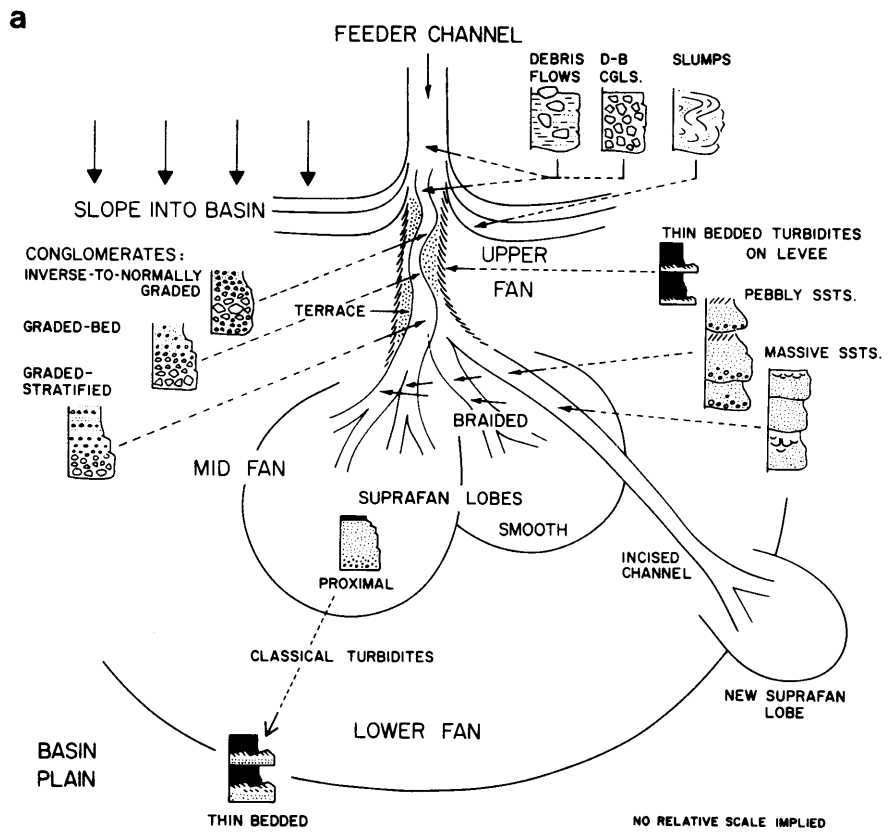 a
FEEDER CHANNEL
DEBRIS
FLOWS
D-B
CGLS.
SLUMPS
SLOPE INTO BASIN
CONGLOMERATES:
INVERSE-TO-NORMALLY
GRADED
GRADED-BED
GRADED-
STRATIFIED
TERRACE
UPPER
FAN
THIN BEDDED TURBIDITES
ON LEVEE
PEBBLY SSTS.
MASSIVE SSTS.
BRAIDED
MID FAN
SUPRAFAN LOBES
SMOOTH
PROXIMAL
INCISED
CHANNEL
CLASSICAL TURBIDITES
NEW SUPRAFAN
LOBE
LOWER FAN
BASIN
PLAIN
THIN BEDDED
NO RELATIVE SCALE IMPLIED